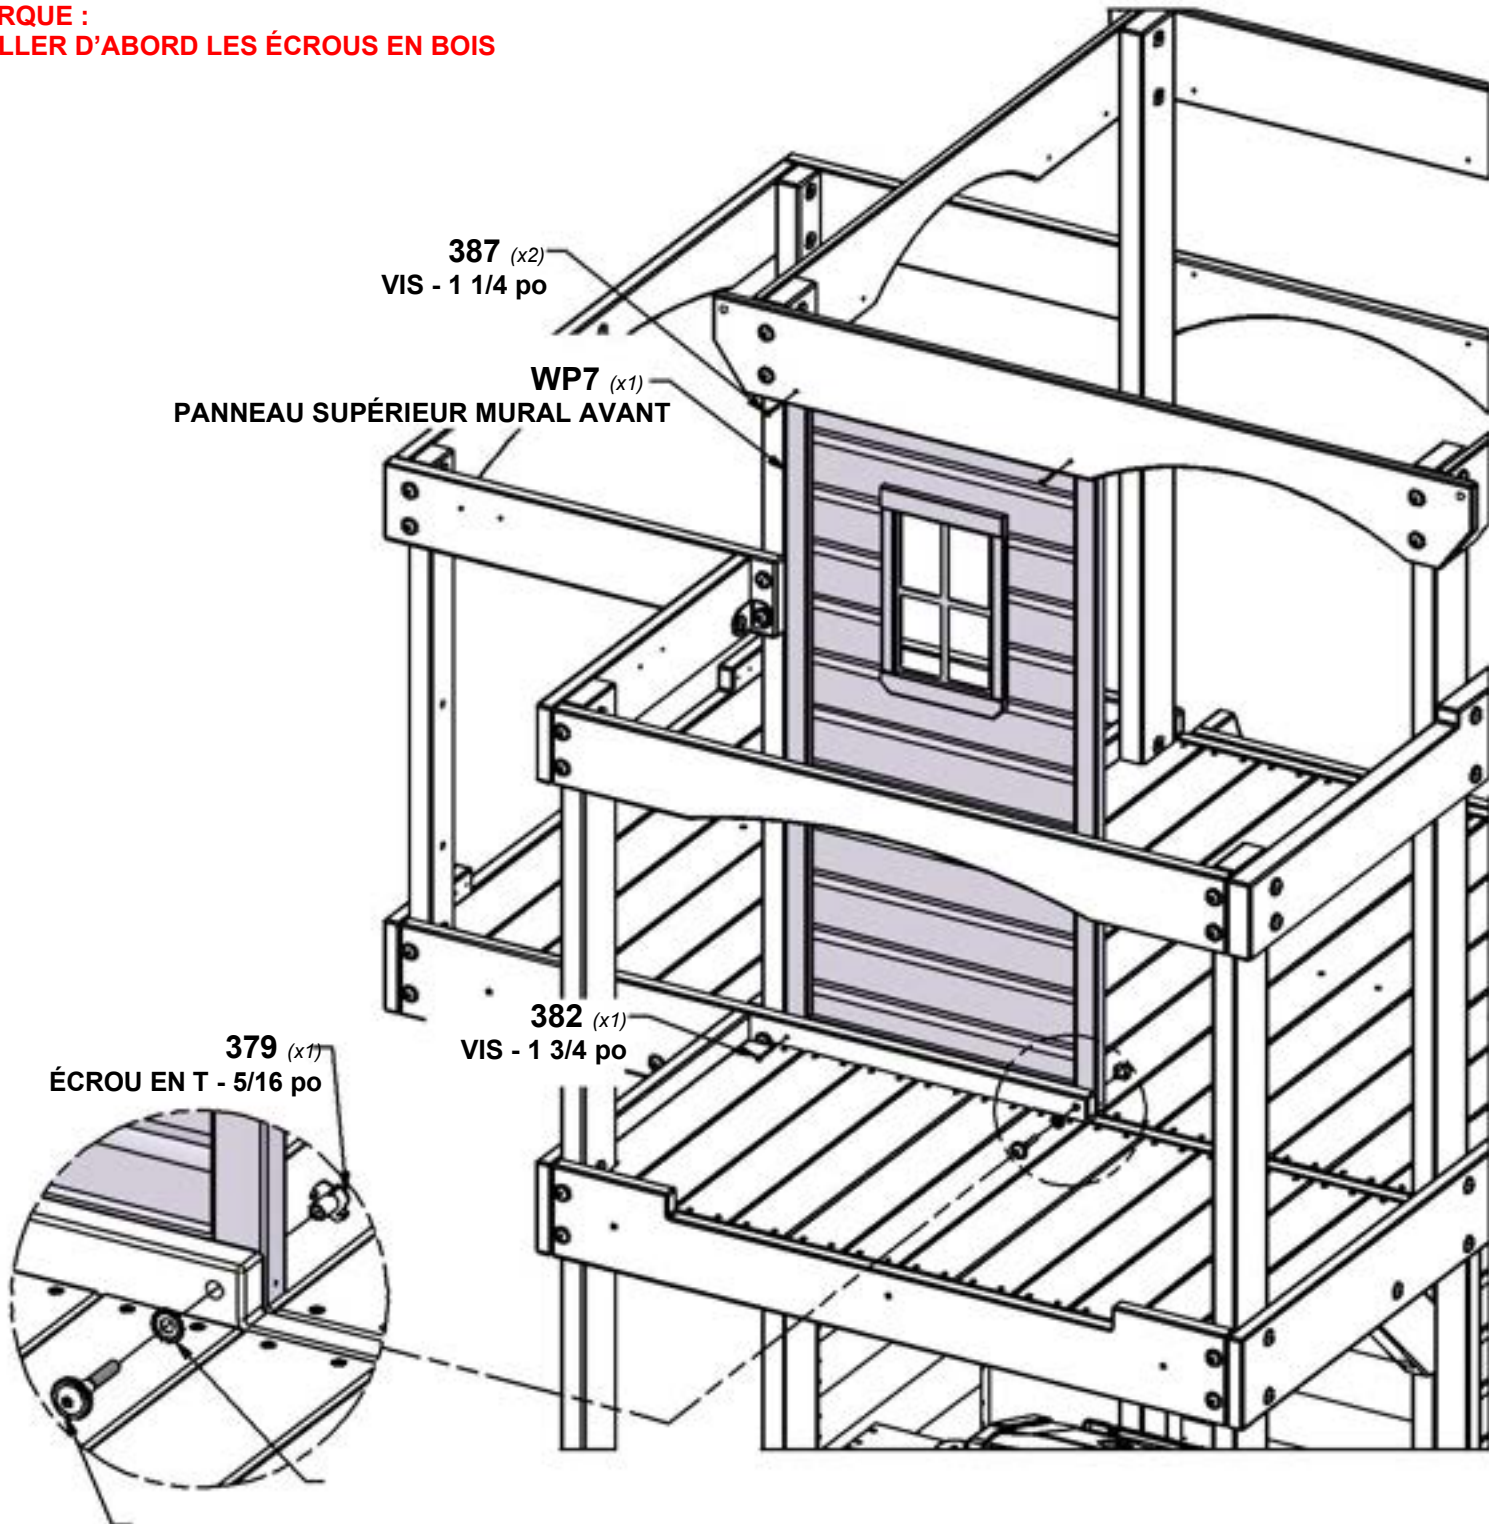 RQUE :
LLER D'ABORD LES ÉCROUS EN BOIS
387 (x2)
VIS - 1 1/4 po
WP7 (x1)
PANNEAU SUPÉRIEUR MURAL AVANT
382 (x1)
VIS - 1 3/4 po
379 (x1)
ÉCROU EN T - 5/16 po